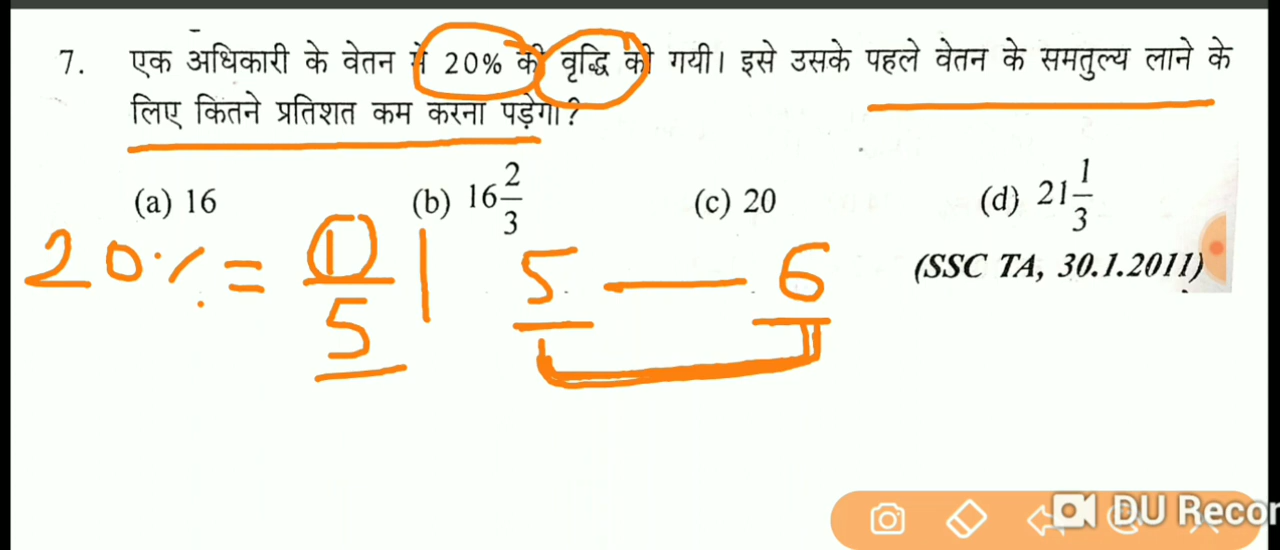 7. एक अधिकारी के वेतन में 20% की वृद्धि की गयी। इसे उसके पहले वेतन के समतुल्य लाने के
लिए कितने प्रतिशत कम करना पड़ेगा?
(a) 16 (b) 16 2/3 (c) 20 (d) 21 1/3
(SSC TA, 30.1.2011)
20% = 1/5 | 5 — 6
DU Recor